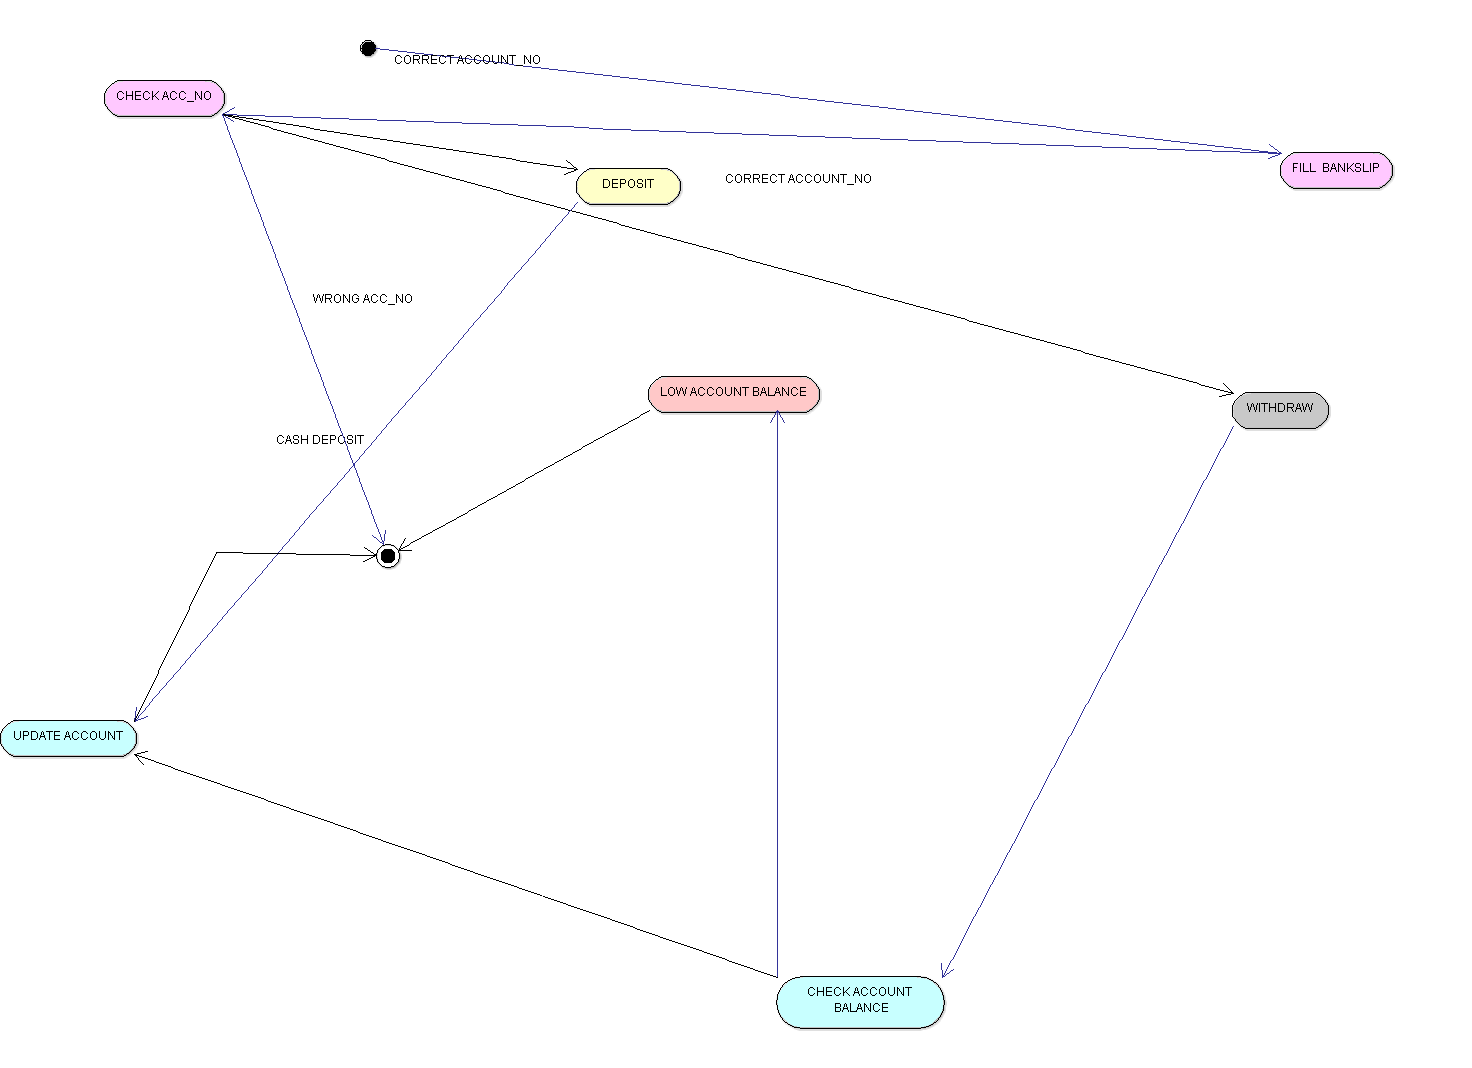 CORRECT ACCOUNT_NO
CHECK ACC_NO
FILL BANKSLIP
DEPOSIT
CORRECT ACCOUNT_NO
WRONG ACC_NO
LOW ACCOUNT BALANCE
WITHDRAW
CASH DEPOSIT
UPDATE ACCOUNT
CHECK ACCOUNT
BALANCE